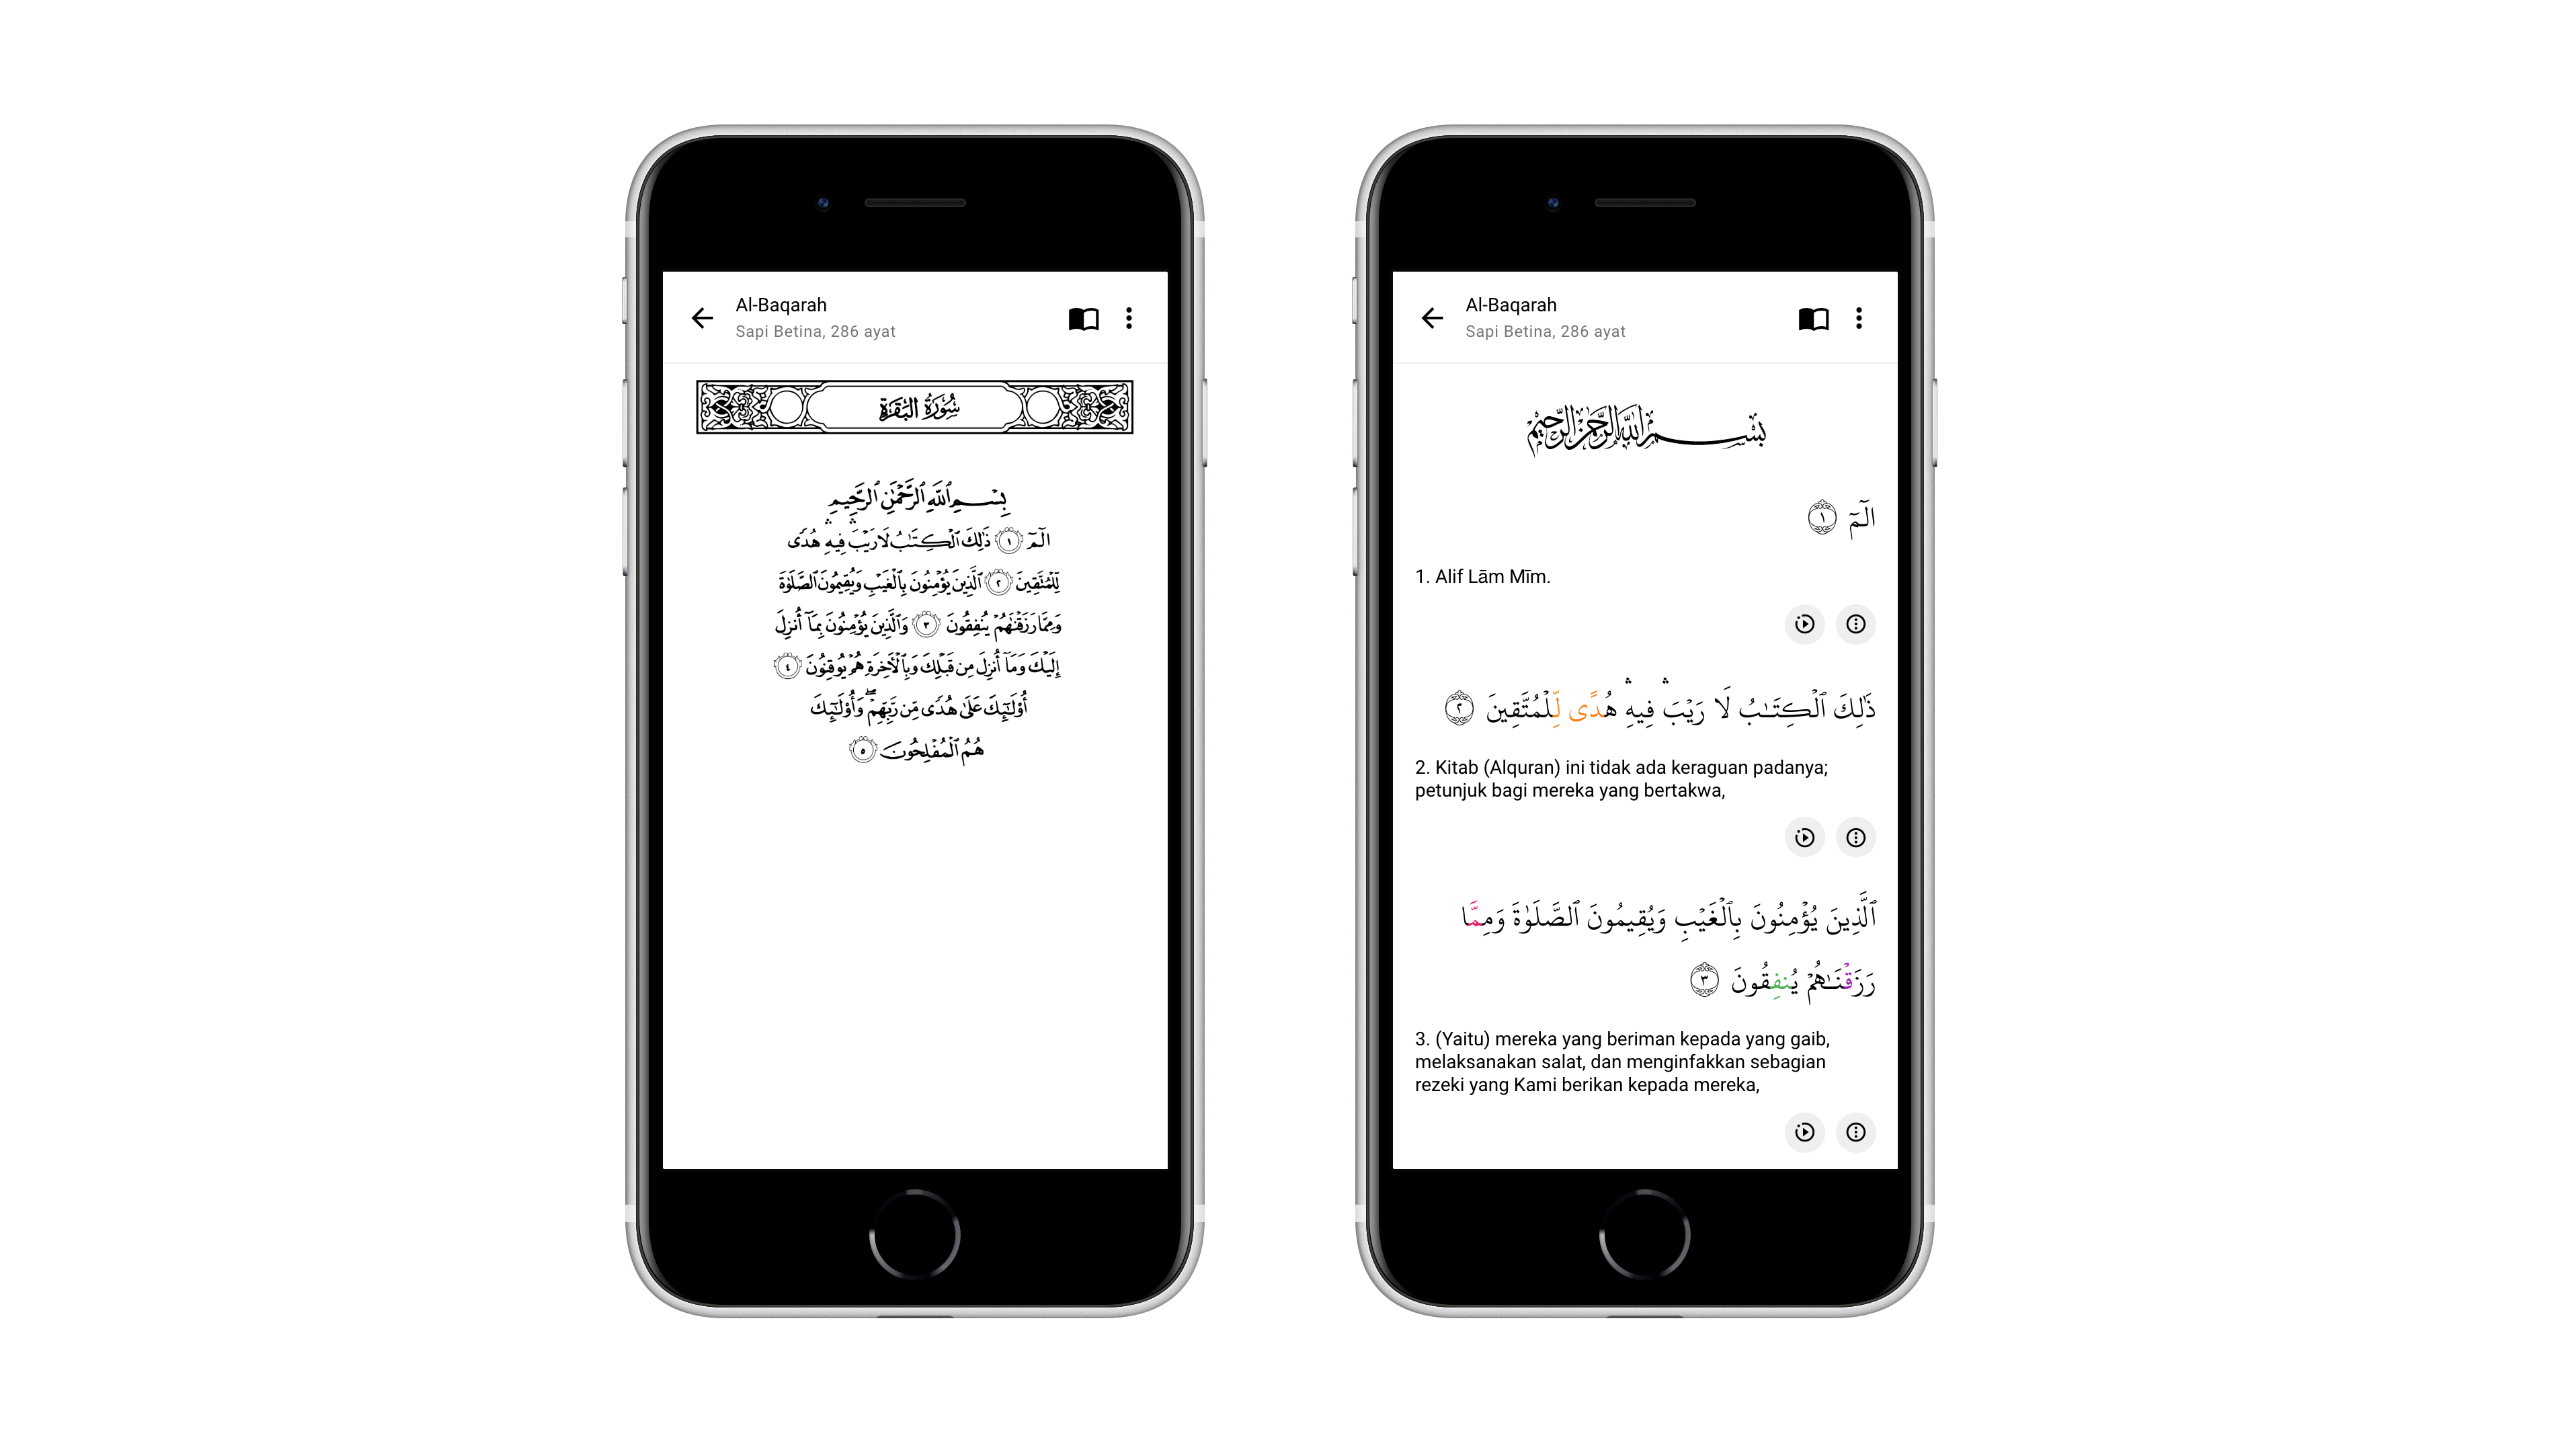 Al-Baqarah
Sapi Betina, 286 ayat
سُورَةُ البَقَرَةِ
بِسْمِ ٱللَّهِ ٱلرَّحْمَٰنِ ٱلرَّحِيمِ
الٓمٓ ١ ذَٰلِكَ ٱلْكِتَٰبُ لَا رَيْبَۛ فِيهِۛ هُدًى
لِّلْمُتَّقِينَ ٢ ٱلَّذِينَ يُؤْمِنُونَ بِٱلْغَيْبِ وَيُقِيمُونَ ٱلصَّلَوٰةَ
وَمِمَّا رَزَقْنَٰهُمْ يُنفِقُونَ ٣ وَٱلَّذِينَ يُؤْمِنُونَ بِمَآ أُنزِلَ
إِلَيْكَ وَمَآ أُنزِلَ مِن قَبْلِكَ وَبِٱلْءَاخِرَةِ هُمْ يُوقِنُونَ ٤
أُو۟لَٰٓئِكَ عَلَىٰ هُدًى مِّن رَّبِّهِمْۖ وَأُو۟لَٰٓئِكَ
هُمُ ٱلْمُفْلِحُونَ ٥
Al-Baqarah
Sapi Betina, 286 ayat
بسم الله الرحمن الرحيم
الٓمٓ ١
1. Alif Lām Mīm.
ذَٰلِكَ ٱلْكِتَٰبُ لَا رَيْبَۛ فِيهِۛ هُدًى لِّلْمُتَّقِينَ ٢
2. Kitab (Alquran) ini tidak ada keraguan padanya;
petunjuk bagi mereka yang bertakwa,
ٱلَّذِينَ يُؤْمِنُونَ بِٱلْغَيْبِ وَيُقِيمُونَ ٱلصَّلَوٰةَ وَمِمَّا
رَزَقْنَٰهُمْ يُنفِقُونَ ٣
3. (Yaitu) mereka yang beriman kepada yang gaib,
melaksanakan salat, dan menginfakkan sebagian
rezeki yang Kami berikan kepada mereka,